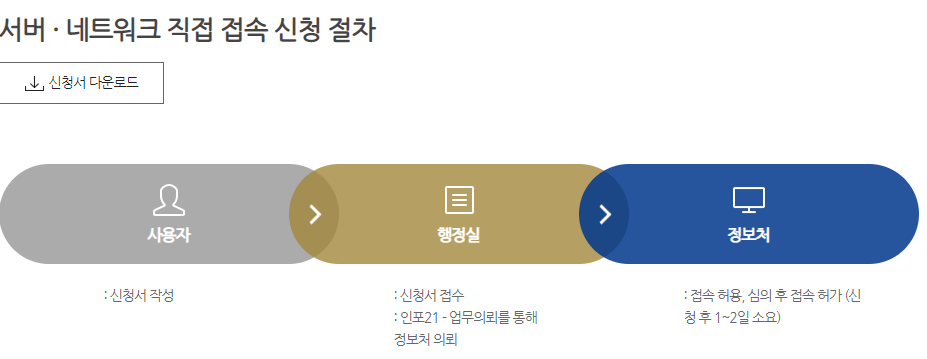 서버 · 네트워크 직접 접속 신청 절차
신청서 다운로드
사용자
행정실
정보처
: 신청서 작성
: 신청서 접수
: 인포21 - 업무의뢰를 통해
정보처 의뢰
: 접속 허용, 심의 후 접속 허가 (신
청 후 1~2일 소요)